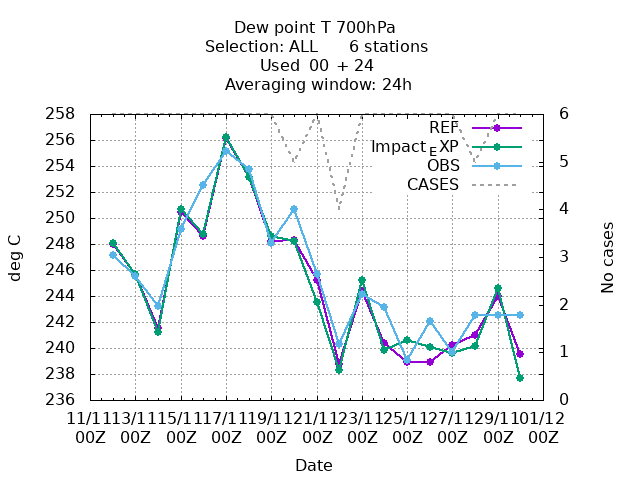 Dew point T 700hPa
Selection: ALL 6 stations
Used 00 + 24
Averaging window: 24h
258
256
254
252
250
248
246
244
242
240
238
236
6
5
4
3
2
1
0
REF
Impact_EXP
OBS
CASES
deg C
No cases
11/11 13/11 15/11 17/11 19/11 21/11 23/11 25/11 27/11 29/11 01/12
00Z 00Z 00Z 00Z 00Z 00Z 00Z 00Z 00Z 00Z 00Z
Date